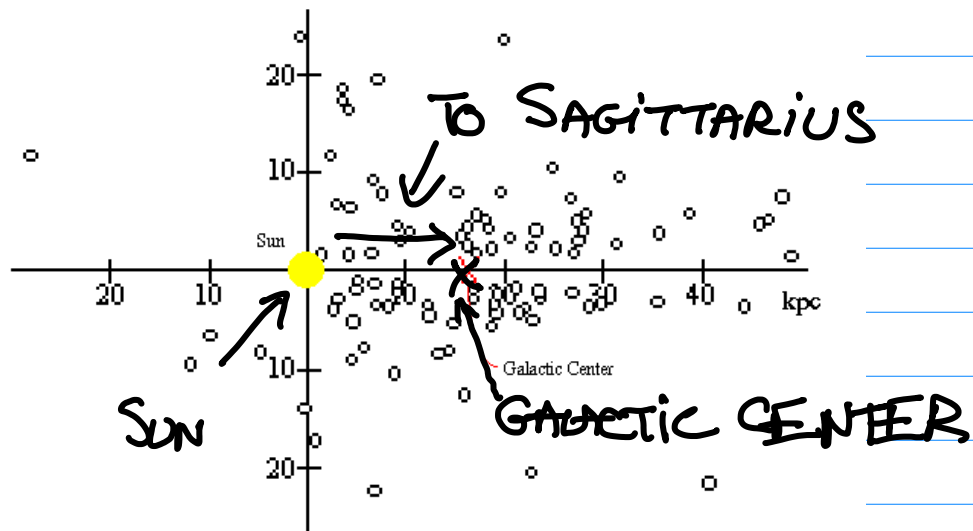 20
To SAGITTARIUS
10
Sun
20 10 10 20 30 40 kpc
Galactic Center
10
SUN
GALACTIC CENTER
20